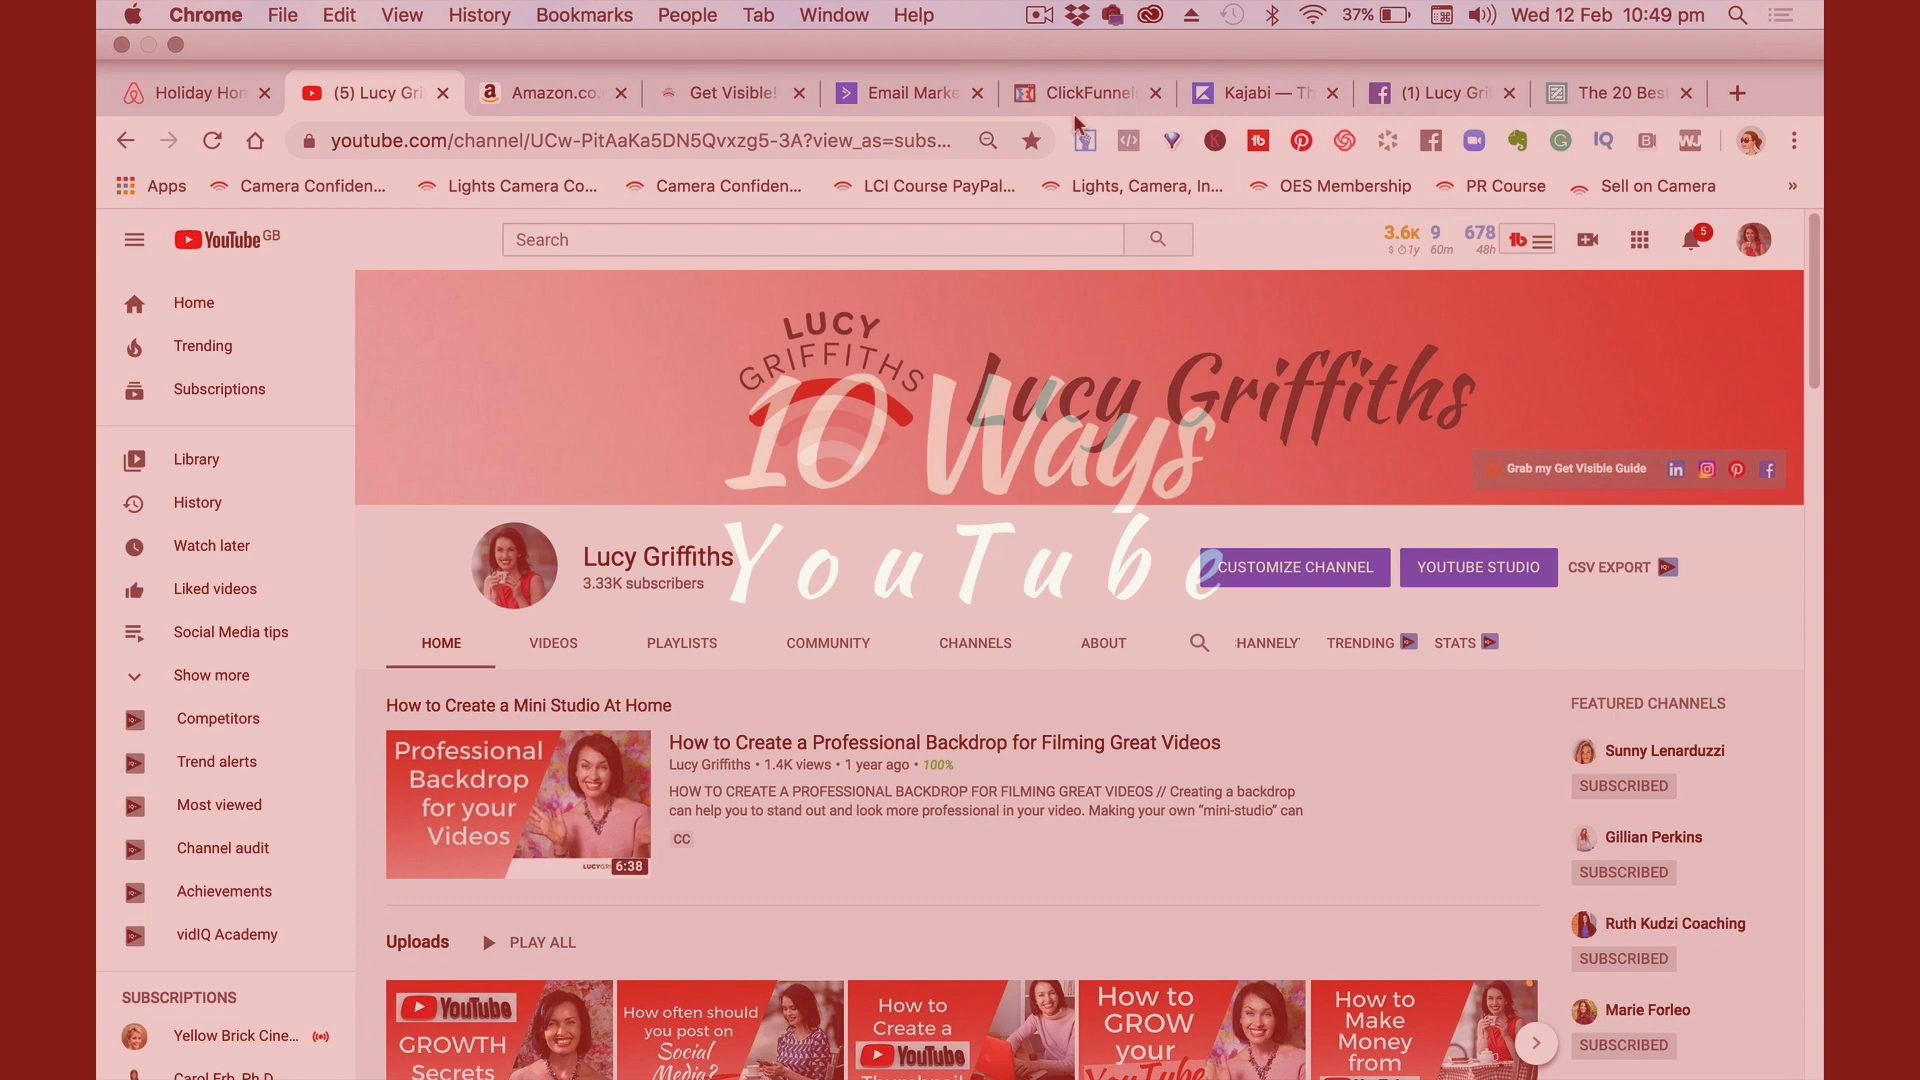 Chrome File Edit View History Bookmarks People Tab Window Help
37% Wed 12 Feb 10:49 pm
Holiday Hon
(5) Lucy Gri
Amazon.co.
Get Visible!
Email Marke
ClickFunnel
Kajabi — Th
(1) Lucy Gri
The 20 Bes
youtube.com/channel/UCw-PitAaKa5DN5Qvxzg5-3A?view_as=subs...
Apps
Camera Confiden...
Lights Camera Co...
Camera Confiden...
LCI Course PayPal...
Lights, Camera, In...
OES Membership
PR Course
Sell on Camera
»
YouTube GB
Search
3.6K 9 678
$ 1y 60m 48h
tb
5
Home
Trending
Subscriptions
Library
History
Watch later
Liked videos
Social Media tips
Show more
Competitors
Trend alerts
Most viewed
Channel audit
Achievements
vidIQ Academy
SUBSCRIPTIONS
Yellow Brick Cine...
Carol Erb, Ph.D
LUCY
GRIFFITHS
Lucy Griffiths
10 Ways
YouTube
Grab my Get Visible Guide
Lucy Griffiths
3.33K subscribers
CUSTOMIZE CHANNEL
YOUTUBE STUDIO
CSV EXPORT
HOME VIDEOS PLAYLISTS COMMUNITY CHANNELS ABOUT HANNELY TRENDING STATS
How to Create a Mini Studio At Home
Professional
Backdrop
for your
Videos
6:38
How to Create a Professional Backdrop for Filming Great Videos
Lucy Griffiths • 1.4K views • 1 year ago • 100%
HOW TO CREATE A PROFESSIONAL BACKDROP FOR FILMING GREAT VIDEOS // Creating a backdrop
can help you to stand out and look more professional in your video. Making your own “mini-studio” can
CC
Uploads PLAY ALL
YouTube
GROWTH
Secrets
How often should
you post on
Social
Media?
How to
Create a
YouTube
Thumbnail
How to
GROW
your
YouTube
How to
Make
Money
from
FEATURED CHANNELS
Sunny Lenarduzzi
SUBSCRIBED
Gillian Perkins
SUBSCRIBED
Ruth Kudzi Coaching
SUBSCRIBED
Marie Forleo
SUBSCRIBED